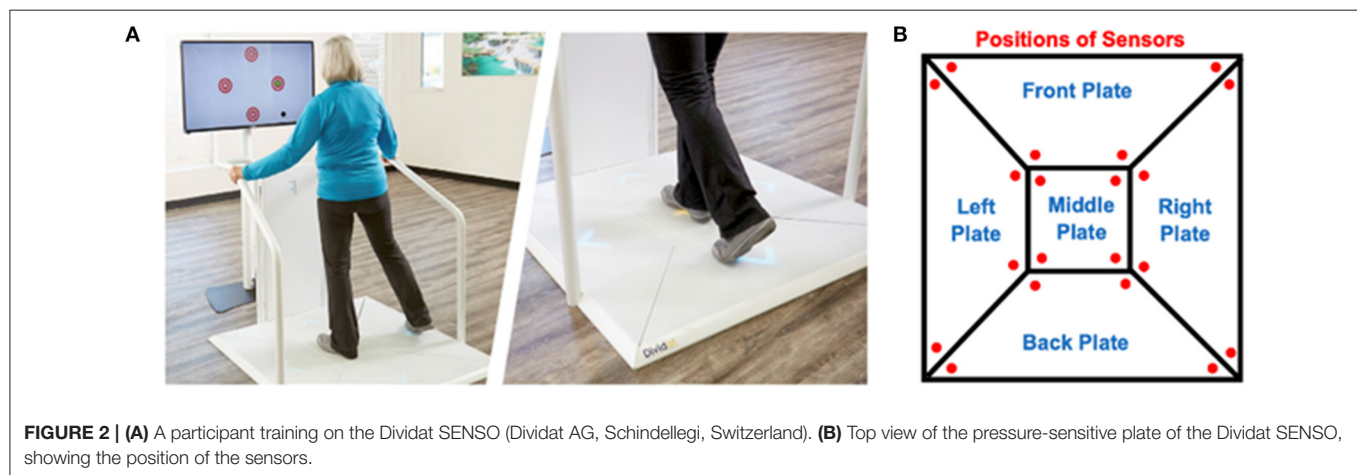 A
B
Positions of Sensors
Front Plate
Left
Plate
Middle
Plate
Right
Plate
Back Plate
Dividat
FIGURE 2 | (A) A participant training on the Dividat SENSO (Dividat AG, Schindellegi, Switzerland). (B) Top view of the pressure-sensitive plate of the Dividat SENSO,
showing the position of the sensors.